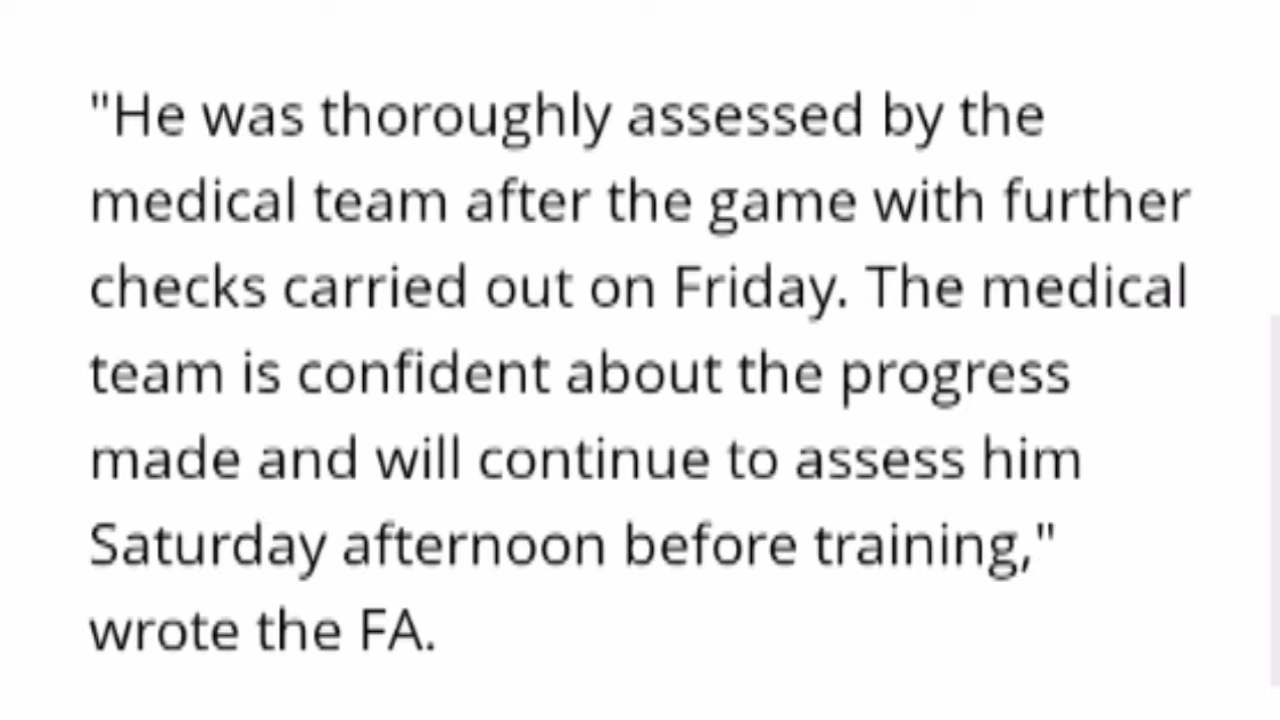 "He was thoroughly assessed by the
medical team after the game with further
checks carried out on Friday. The medical
team is confident about the progress
made and will continue to assess him
Saturday afternoon before training,"
wrote the FA.